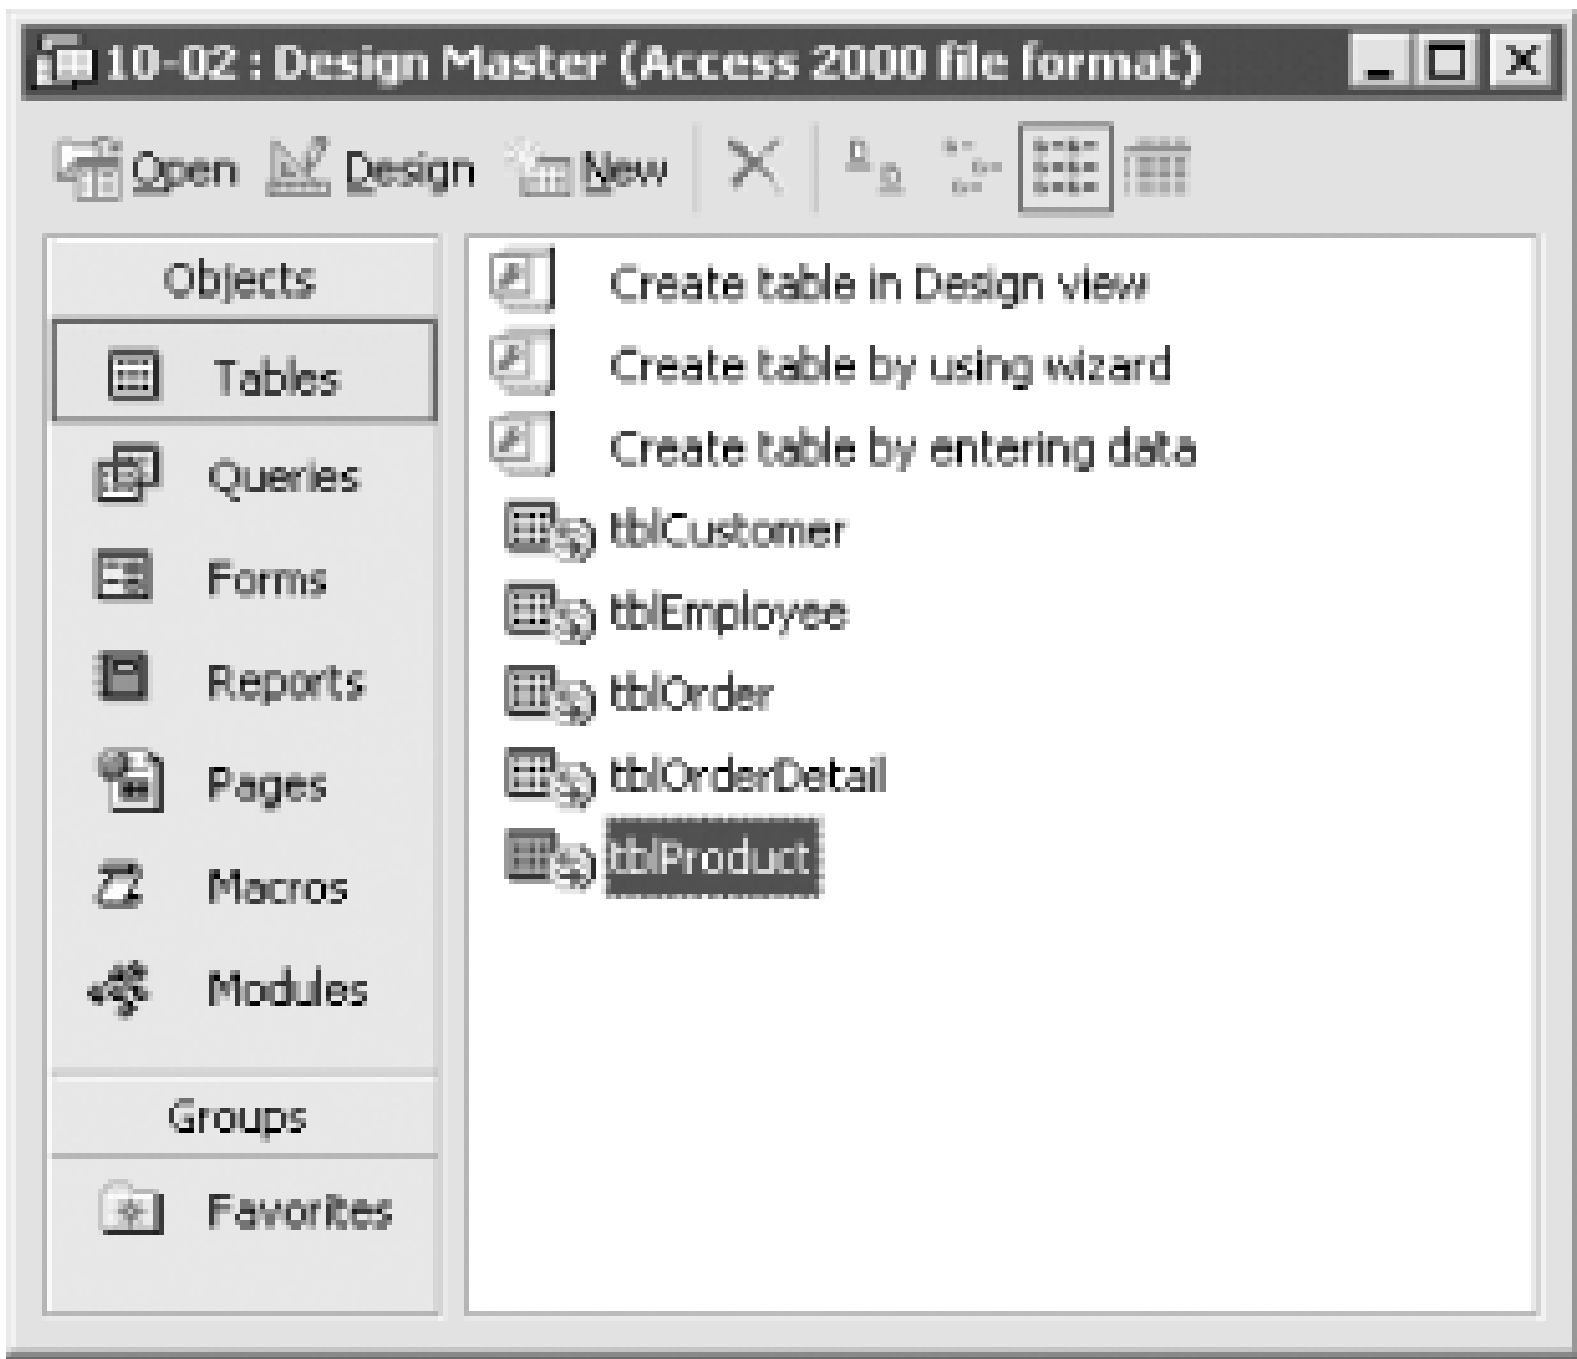 10-02 : Design Master (Access 2000 file format)
Open Design New
Objects
Tables
Queries
Forms
Reports
Pages
Macros
Modules
Groups
Favorites
Create table in Design view
Create table by using wizard
Create table by entering data
tblCustomer
tblEmployee
tblOrder
tblOrderDetail
tblProduct